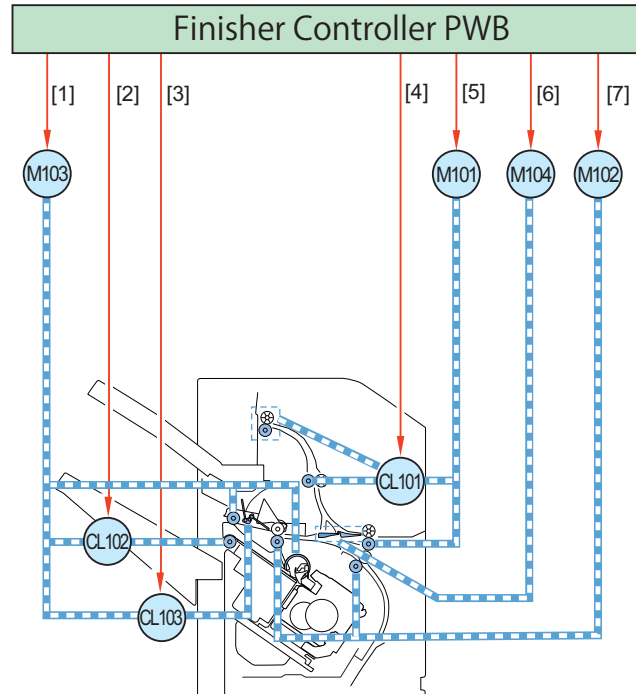 Finisher Controller PWB
[1] [2] [3] [4] [5] [6] [7]
M103 M101 M104 M102
CL101
CL102
CL103